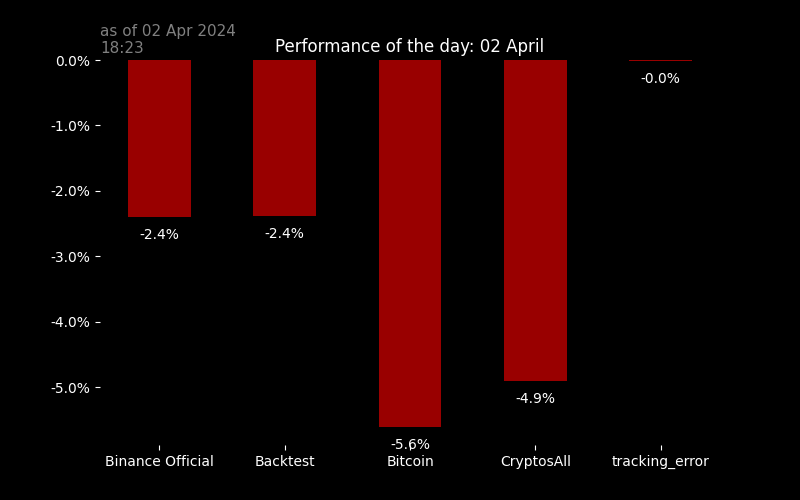 as of 02 Apr 2024
18:23
Performance of the day: 02 April
0.0%
-1.0%
-2.0%
-3.0%
-4.0%
-5.0%
-2.4%
-2.4%
-5.6%
-4.9%
-0.0%
Binance Official
Backtest
Bitcoin
CryptosAll
tracking_error